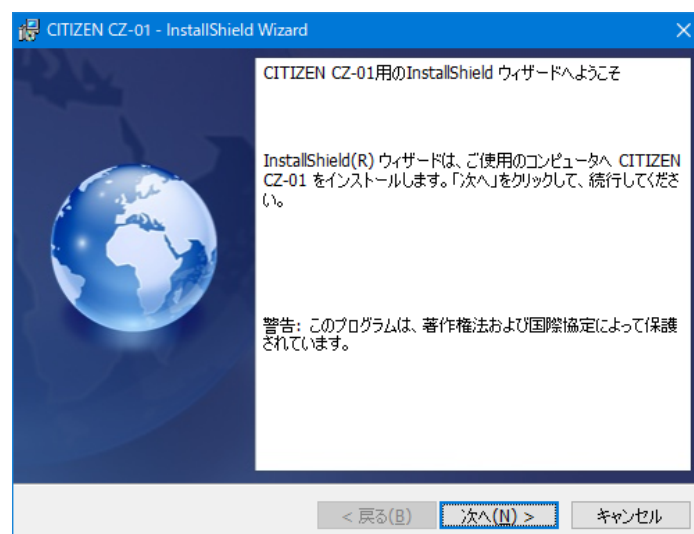 CITIZEN CZ-01 - InstallShield Wizard
CITIZEN CZ-01用のInstallShield ウィザードへようこそ
InstallShield(R) ウィザードは、ご使用のコンピュータへ CITIZEN
CZ-01 をインストールします。「次へ」をクリックして、続行してくださ
い。
警告: このプログラムは、著作権法および国際協定によって保護
されています。
< 戻る(B)
次へ(N) >
キャンセル